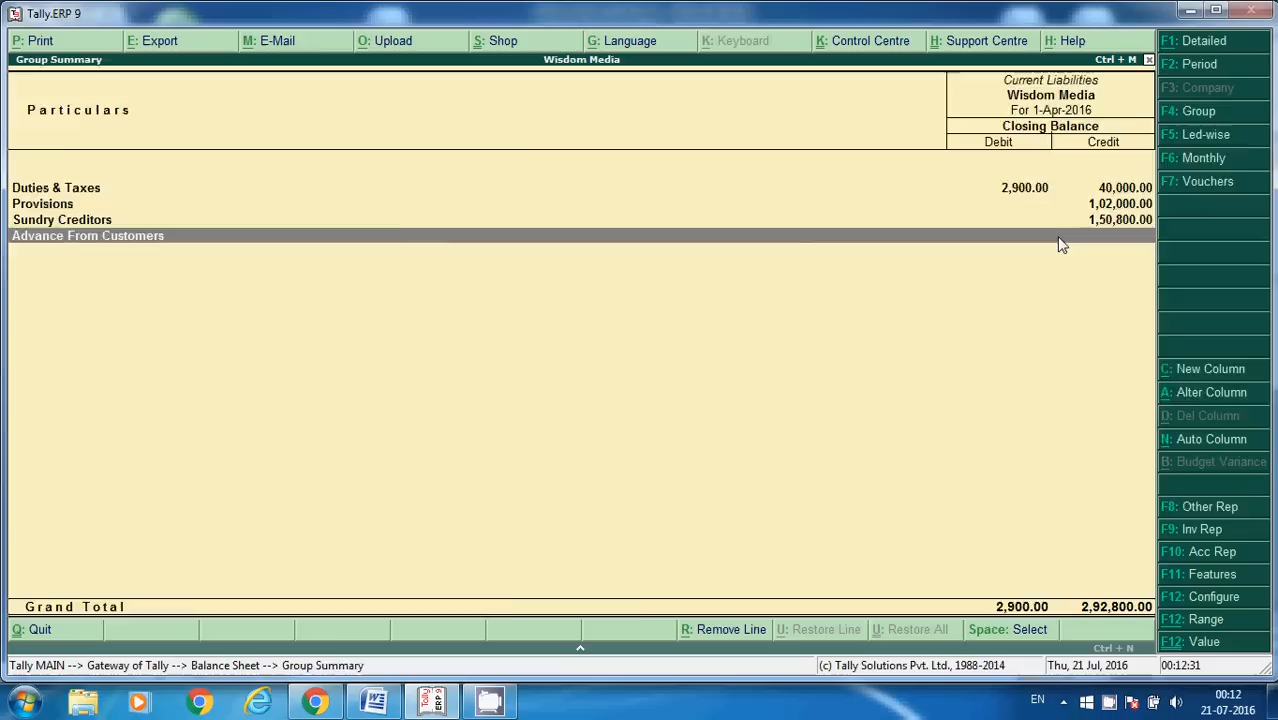 Tally.ERP 9
P: Print E: Export M: E-Mail O: Upload S: Shop G: Language K: Keyboard K: Control Centre H: Support Centre H: Help
Group Summary Wisdom Media Ctrl + M
Particulars
Current Liabilities
Wisdom Media
For 1-Apr-2016
Closing Balance
Debit Credit
Duties & Taxes 2,900.00 40,000.00
Provisions 1,02,000.00
Sundry Creditors 1,50,800.00
Advance From Customers
Grand Total 2,900.00 2,92,800.00
Q: Quit R: Remove Line U: Restore Line U: Restore All Space: Select
Ctrl + N
Tally MAIN --> Gateway of Tally --> Balance Sheet --> Group Summary (c) Tally Solutions Pvt. Ltd., 1988-2014 Thu, 21 Jul, 2016 00:12:31
F1: Detailed
F2: Period
F3: Company
F4: Group
F5: Led-wise
F6: Monthly
F7: Vouchers
C: New Column
A: Alter Column
D: Del Column
N: Auto Column
B: Budget Variance
F8: Other Rep
F9: Inv Rep
F10: Acc Rep
F11: Features
F12: Configure
F12: Range
F12: Value
EN 00:12
21-07-2016